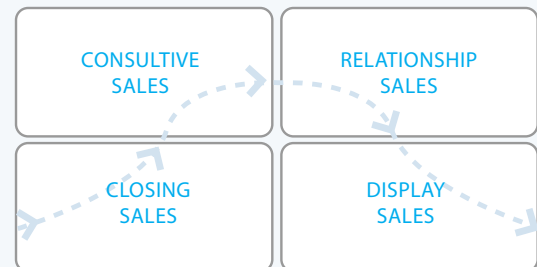 CONSULTIVE
SALES
RELATIONSHIP
SALES
CLOSING
SALES
DISPLAY
SALES